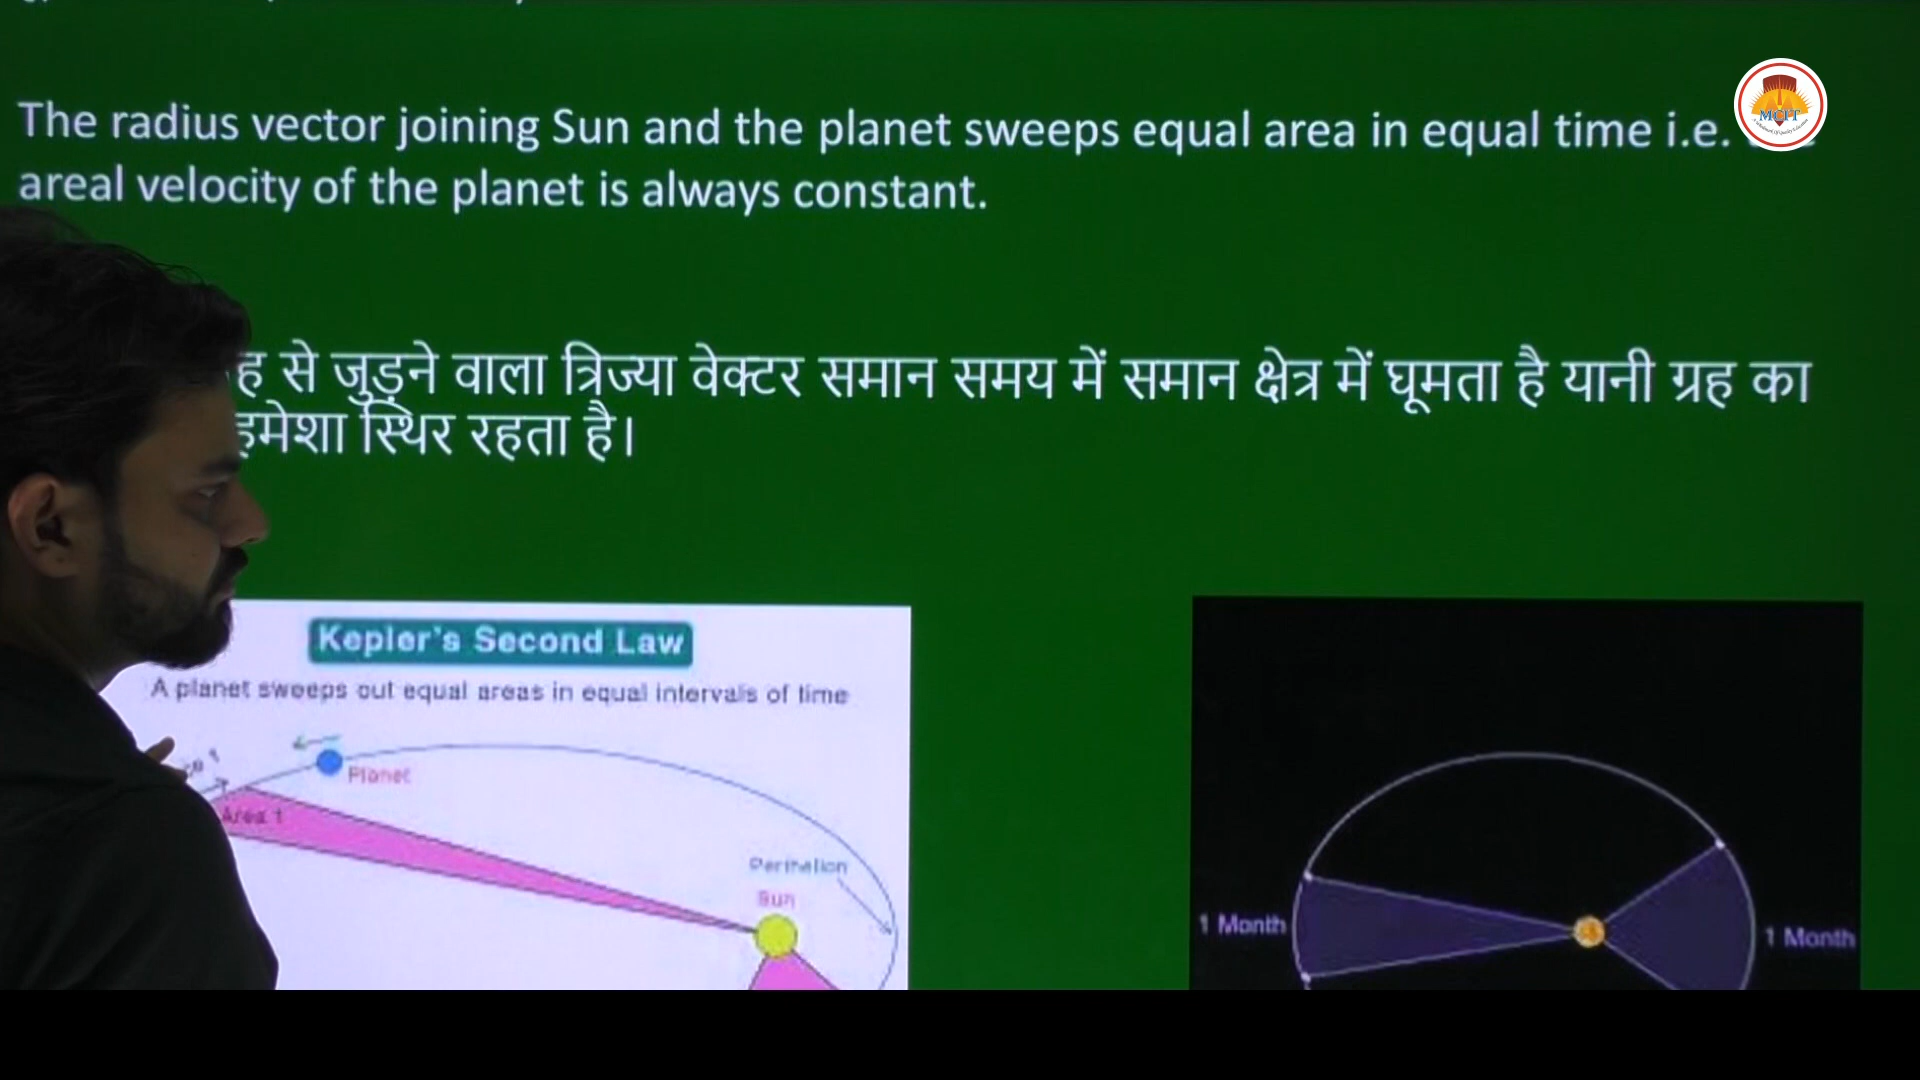 The radius vector joining Sun and the planet sweeps equal area in equal time i.e.
areal velocity of the planet is always constant.
MCIT
से जुड़ने वाला त्रिज्या वेक्टर समान समय में समान क्षेत्र में घूमता है यानी ग्रह का
हमेशा स्थिर रहता है।
Kepler's Second Law
A planet sweeps out equal areas in equal intervals of time
Planet
Area 1
Perihelion
Sun
1 Month
1 Month